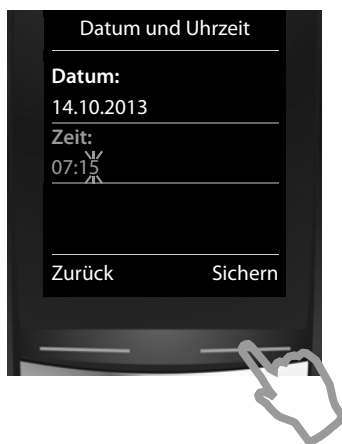 Datum und Uhrzeit
Datum:
14.10.2013
Zeit:
07:15
Zurück Sichern